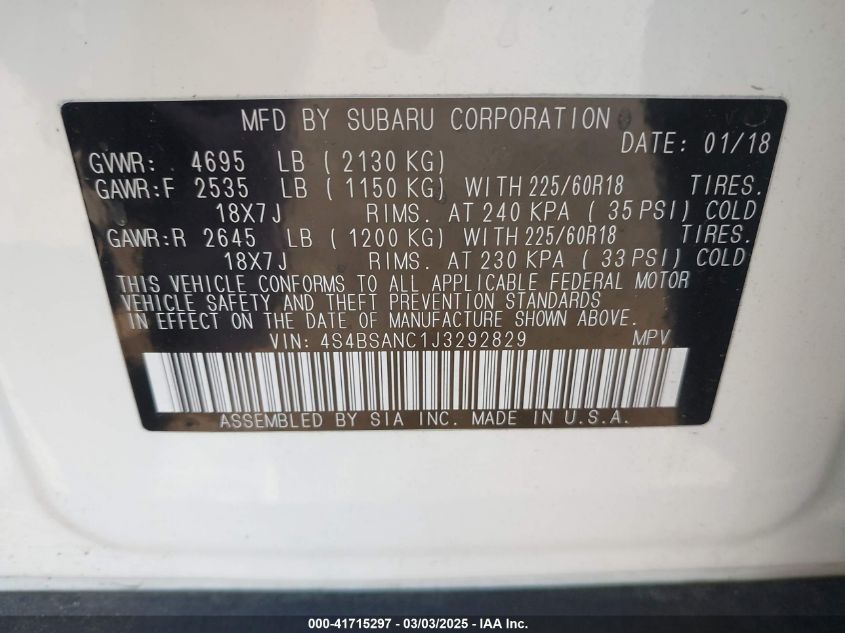 MFD BY SUBARU CORPORATION
DATE: 01/18
GVWR: 4695 LB ( 2130 KG)
GAWR:F 2535 LB ( 1150 KG) WITH 225/60R18 TIRES.
18X7J RIMS. AT 240 KPA ( 35 PSI) COLD
GAWR:R 2645 LB ( 1200 KG) WITH 225/60R18 TIRES.
18X7J RIMS. AT 230 KPA ( 33 PSI) COLD
THIS VEHICLE CONFORMS TO ALL APPLICABLE FEDERAL MOTOR
VEHICLE SAFETY AND THEFT PREVENTION STANDARDS
IN EFFECT ON THE DATE OF MANUFACTURE SHOWN ABOVE.
VIN: 4S4BSANC1J3292829 MPV
ASSEMBLED BY SIA INC. MADE IN U.S.A.
000-41715297 - 03/03/2025 - IAA Inc.